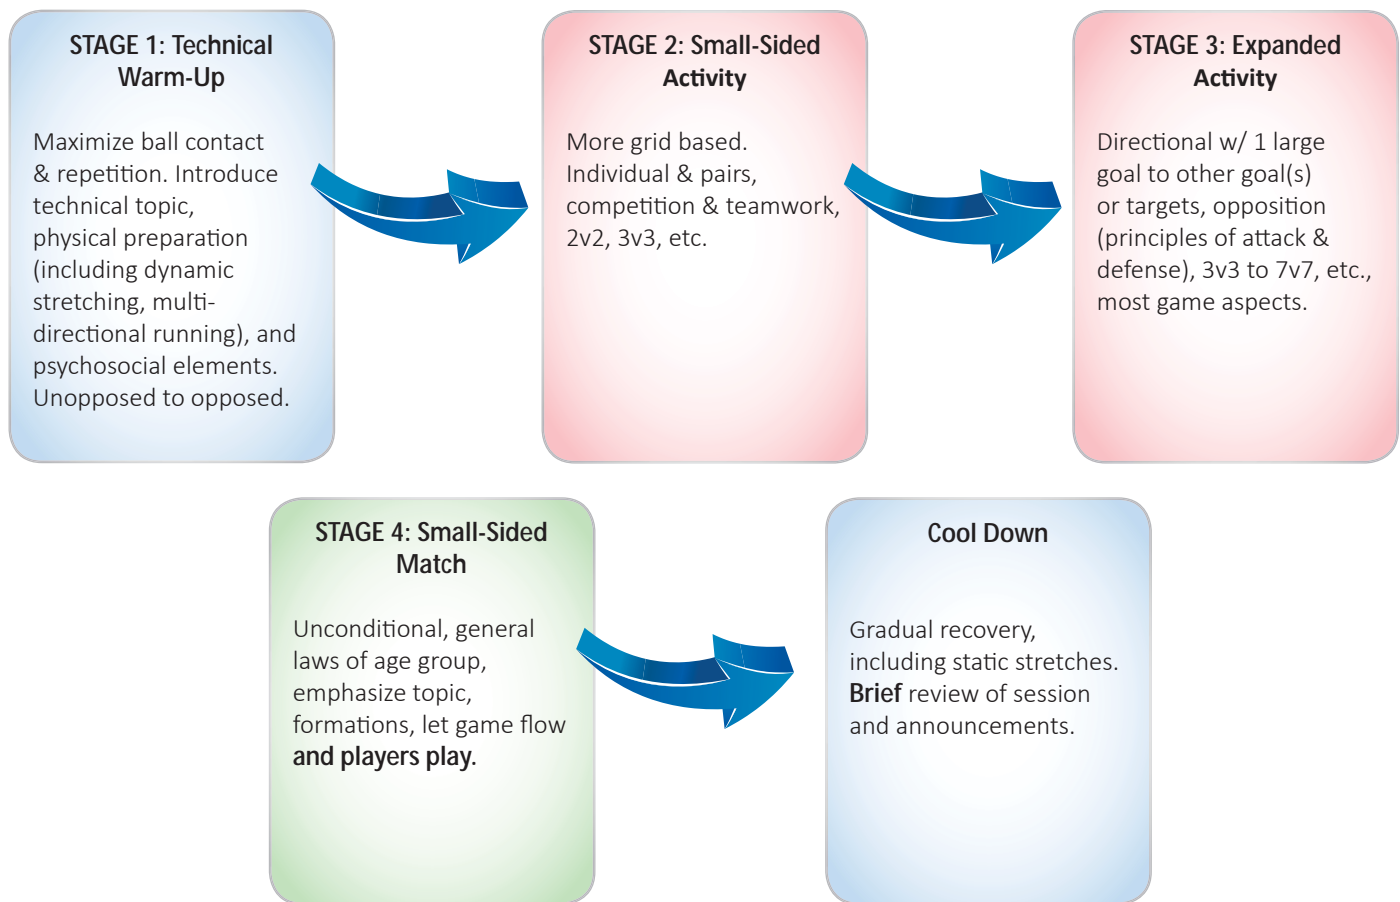 STAGE 1: Technical
Warm-Up
Maximize ball contact
& repetition. Introduce
technical topic,
physical preparation
(including dynamic
stretching, multi-
directional running), and
psychosocial elements.
Unopposed to opposed.
STAGE 2: Small-Sided
Activity
More grid based.
Individual & pairs,
competition & teamwork,
2v2, 3v3, etc.
STAGE 3: Expanded
Activity
Directional w/ 1 large
goal to other goal(s)
or targets, opposition
(principles of attack &
defense), 3v3 to 7v7, etc.,
most game aspects.
STAGE 4: Small-Sided
Match
Unconditional, general
laws of age group,
emphasize topic,
formations, let game flow
and players play.
Cool Down
Gradual recovery,
including static stretches.
Brief review of session
and announcements.